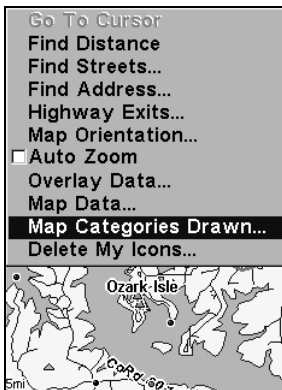 Go To Cursor
Find Distance
Find Streets...
Find Address...
Highway Exits...
Map Orientation...
Auto Zoom
Overlay Data...
Map Data...
Map Categories Drawn...
Delete My Icons...
Ozark Isle
5mi